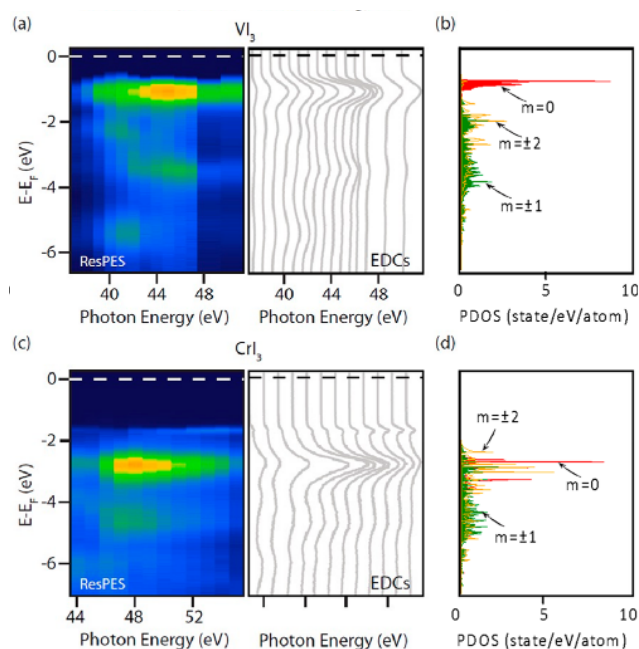 (a) VI₃ (b)
0
-2
-4
-6
E-E_F (eV)
ResPES
EDCs
40 44 48
40 44 48
Photon Energy (eV)
Photon Energy (eV)
m=0
m=±2
m=±1
0 5 10
PDOS (state/eV/atom)
(c) CrI₃ (d)
0
-2
-4
-6
E-E_F (eV)
ResPES
EDCs
44 48 52
Photon Energy (eV)
Photon Energy (eV)
m=±2
m=0
m=±1
0 5 10
PDOS (state/eV/atom)